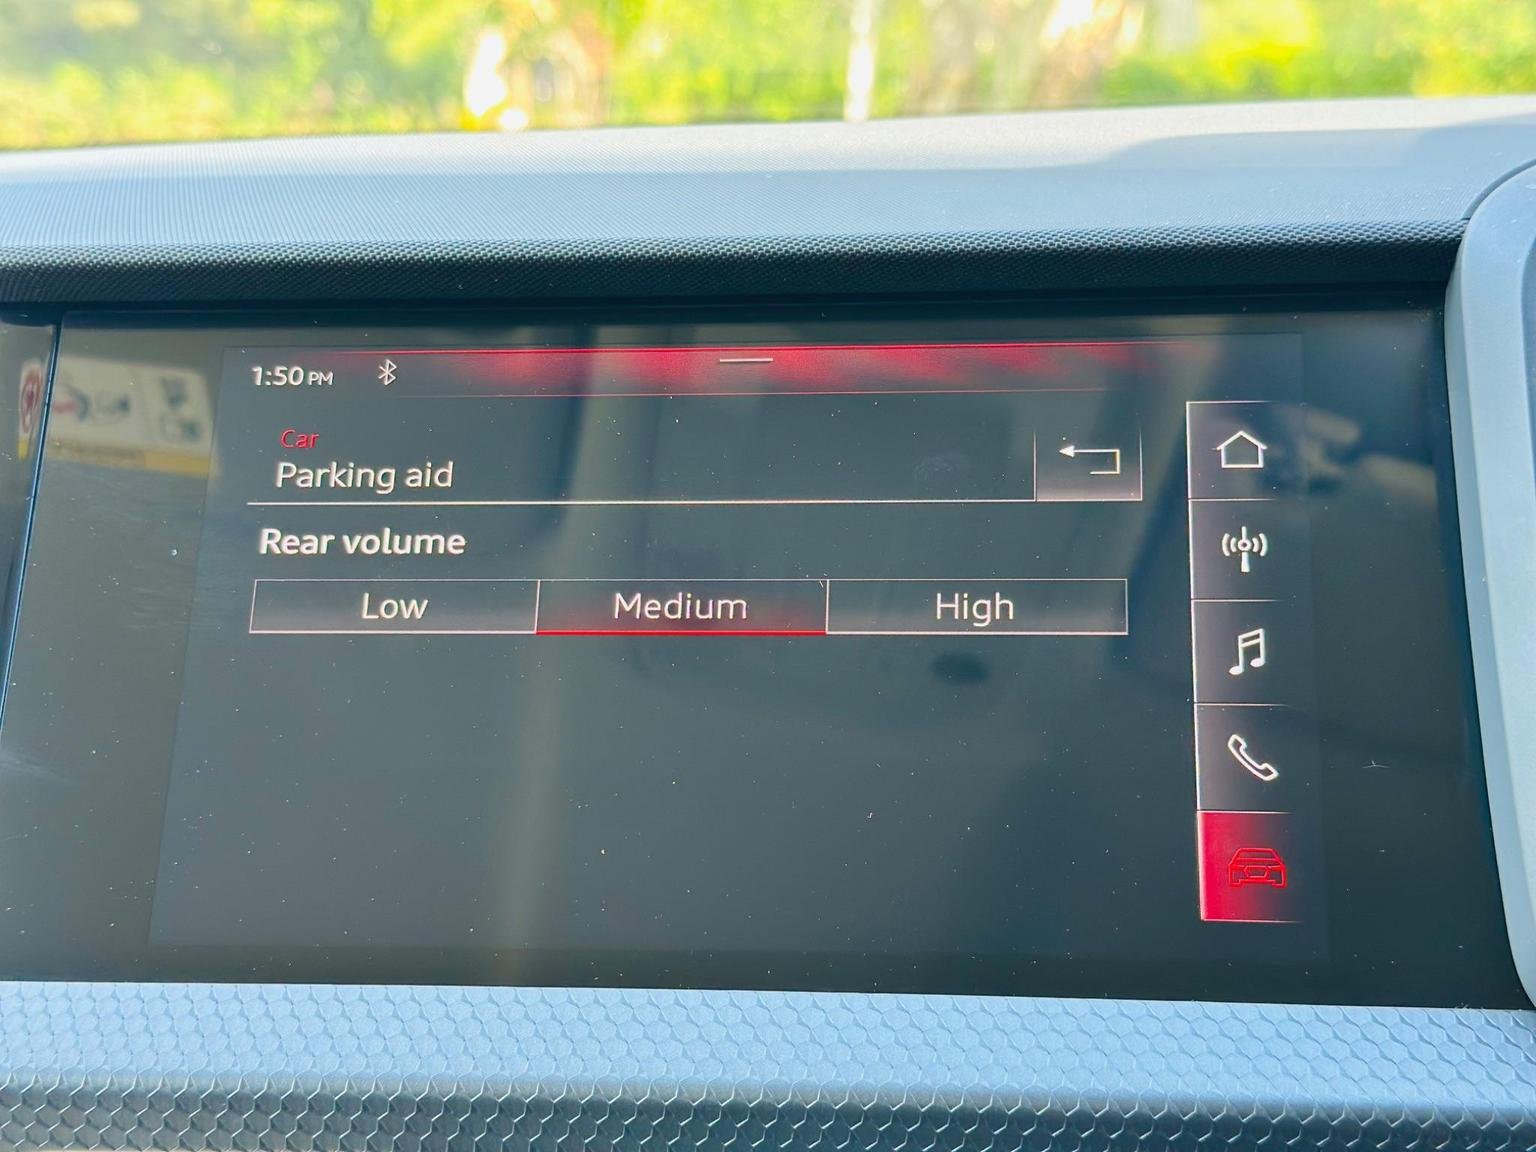 1:50 PM
Car
Parking aid
Rear volume
Low Medium High